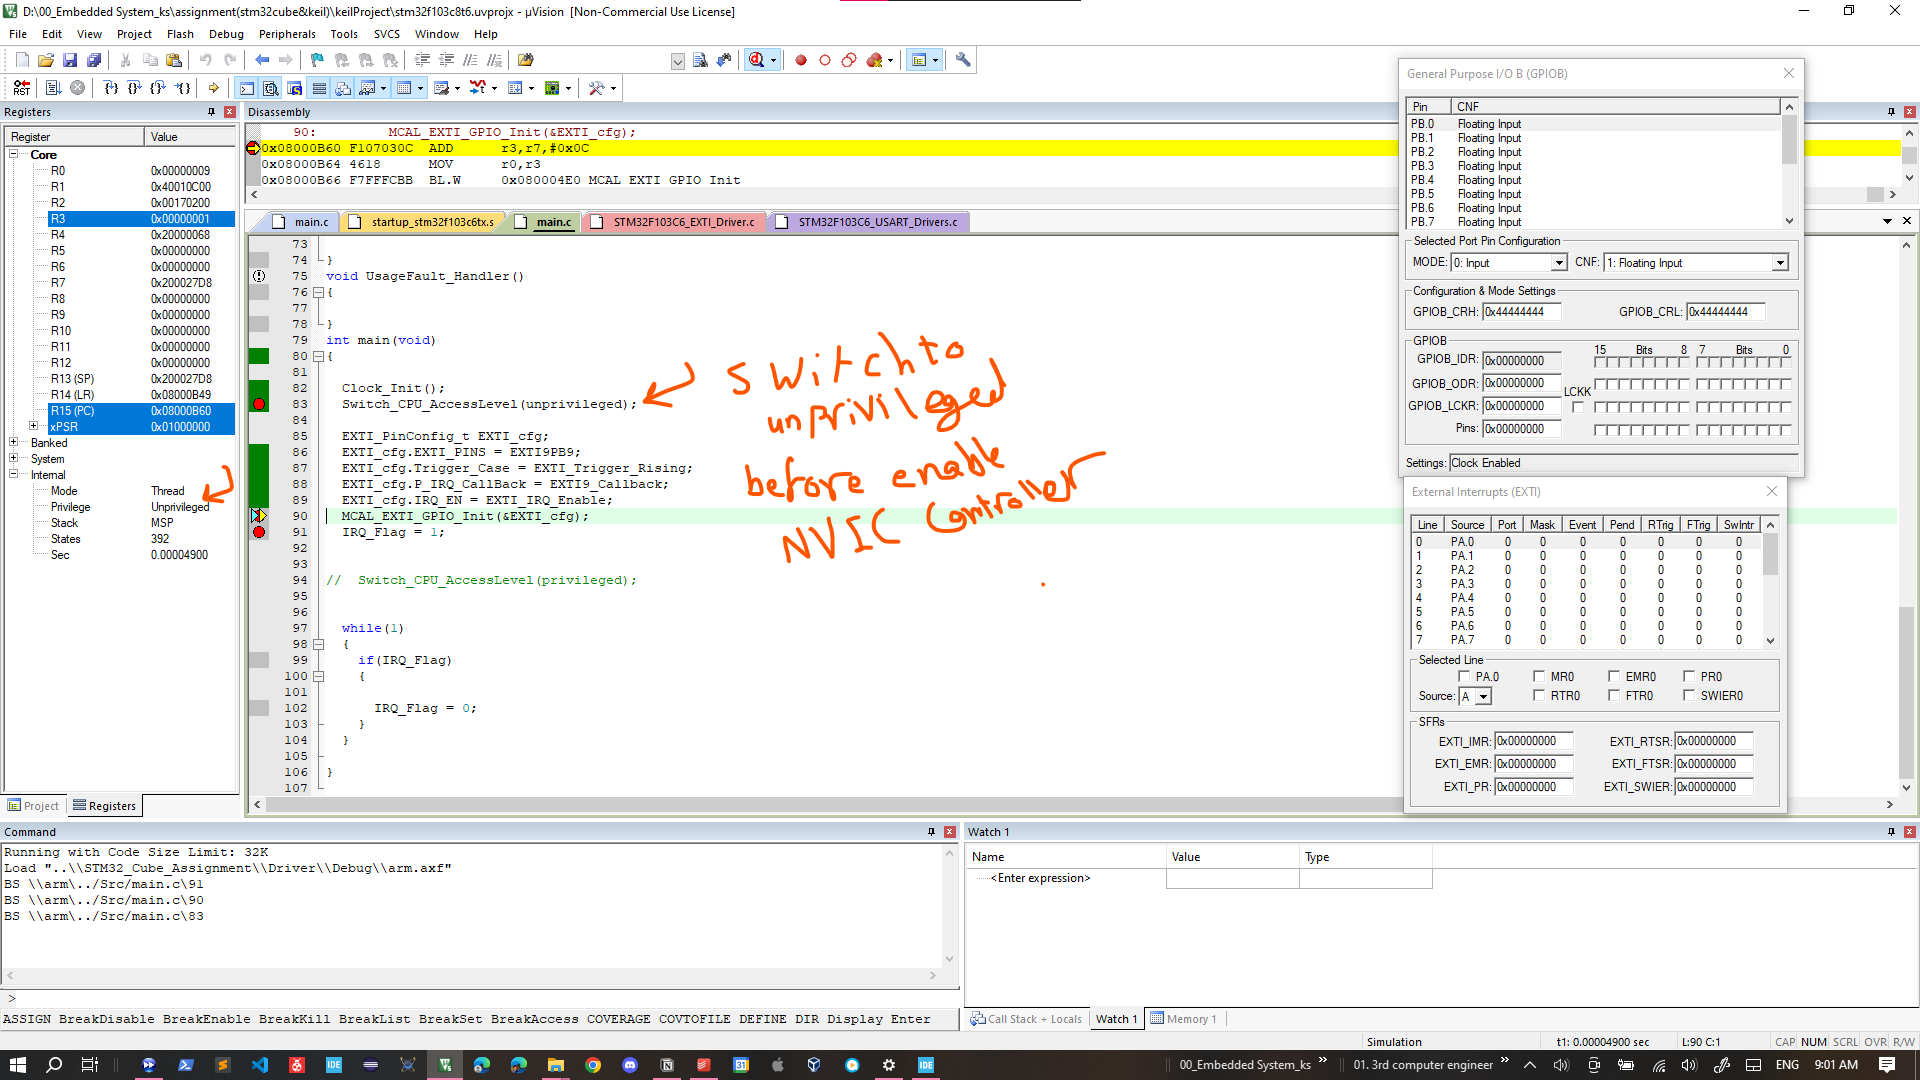 D:\00_Embedded System_ks\assignment(stm32cube&keil)\keilProject\stm32f103c8t6.uvprojx - µVision  [Non-Commercial Use License]
File Edit View Project Flash Debug Peripherals Tools SVCS Window Help
Registers
Register Value
Core
R0 0x00000009
R1 0x40010C00
R2 0x00170200
R3 0x00000001
R4 0x20000068
R5 0x00000000
R6 0x00000000
R7 0x200027D8
R8 0x00000000
R9 0x00000000
R10 0x00000000
R11 0x00000000
R12 0x00000000
R13 (SP) 0x200027D8
R14 (LR) 0x08000B49
R15 (PC) 0x08000B60
xPSR 0x01000000
Banked
System
Internal
Mode Thread
Privilege Unprivileged
Stack MSP
States 392
Sec 0.00004900
Project Registers
Disassembly
90: MCAL_EXTI_GPIO_Init(&EXTI_cfg);
0x08000B60 F107030C ADD r3,r7,#0x0C
0x08000B64 4618 MOV r0,r3
0x08000B66 F7FFFCBB BL.W 0x080004E0 MCAL_EXTI_GPIO_Init
main.c startup_stm32f103c6tx.s main.c STM32F103C6_EXTI_Driver.c STM32F103C6_USART_Drivers.c
73
74 }
75 void UsageFault_Handler()
76 {
77
78 }
79 int main(void)
80 {
81
82 Clock_Init();
83 Switch_CPU_AccessLevel(unprivileged);
84
85 EXTI_PinConfig_t EXTI_cfg;
86 EXTI_cfg.EXTI_PINS = EXTI9PB9;
87 EXTI_cfg.Trigger_Case = EXTI_Trigger_Rising;
88 EXTI_cfg.P_IRQ_CallBack = EXTI9_Callback;
89 EXTI_cfg.IRQ_EN = EXTI_IRQ_Enable;
90 MCAL_EXTI_GPIO_Init(&EXTI_cfg);
91 IRQ_Flag = 1;
92
93
94 // Switch_CPU_AccessLevel(privileged);
95
96
97 while(1)
98 {
99 if(IRQ_Flag)
100 {
101
102 IRQ_Flag = 0;
103 }
104 }
105
106 }
107
Switch to
unprivileged
before enable
NVIC Controller
General Purpose I/O B (GPIOB)
Pin CNF
PB.0 Floating Input
PB.1 Floating Input
PB.2 Floating Input
PB.3 Floating Input
PB.4 Floating Input
PB.5 Floating Input
PB.6 Floating Input
PB.7 Floating Input
Selected Port Pin Configuration
MODE: 0: Input CNF: 1: Floating Input
Configuration & Mode Settings
GPIOB_CRH: 0x44444444 GPIOB_CRL: 0x44444444
GPIOB
15 Bits 8 7 Bits 0
GPIOB_IDR: 0x00000000
GPIOB_ODR: 0x00000000
LCKK
GPIOB_LCKR: 0x00000000
Pins: 0x00000000
Settings: Clock Enabled
External Interrupts (EXTI)
Line Source Port Mask Event Pend RTrig FTrig SwIntr
0 PA.0 0 0 0 0 0 0 0
1 PA.1 0 0 0 0 0 0 0
2 PA.2 0 0 0 0 0 0 0
3 PA.3 0 0 0 0 0 0 0
4 PA.4 0 0 0 0 0 0 0
5 PA.5 0 0 0 0 0 0 0
6 PA.6 0 0 0 0 0 0 0
7 PA.7 0 0 0 0 0 0 0
Selected Line
PA.0 MR0 EMR0 PR0
Source: A RTR0 FTR0 SWIER0
SFRs
EXTI_IMR: 0x00000000 EXTI_RTSR: 0x00000000
EXTI_EMR: 0x00000000 EXTI_FTSR: 0x00000000
EXTI_PR: 0x00000000 EXTI_SWIER: 0x00000000
Command
Running with Code Size Limit: 32K
Load "..\\STM32_Cube_Assignment\\Driver\\Debug\\arm.axf"
BS \\arm\../Src/main.c\91
BS \\arm\../Src/main.c\90
BS \\arm\../Src/main.c\83
>
ASSIGN BreakDisable BreakEnable BreakKill BreakList BreakSet BreakAccess COVERAGE COVTOFILE DEFINE DIR Display Enter
Watch 1
Name Value Type
<Enter expression>
Call Stack + Locals Watch 1 Memory 1
Simulation t1: 0.00004900 sec L:90 C:1 CAP NUM SCRL OVR R/W
00_Embedded System_ks 01. 3rd computer engineer ENG 9:01 AM